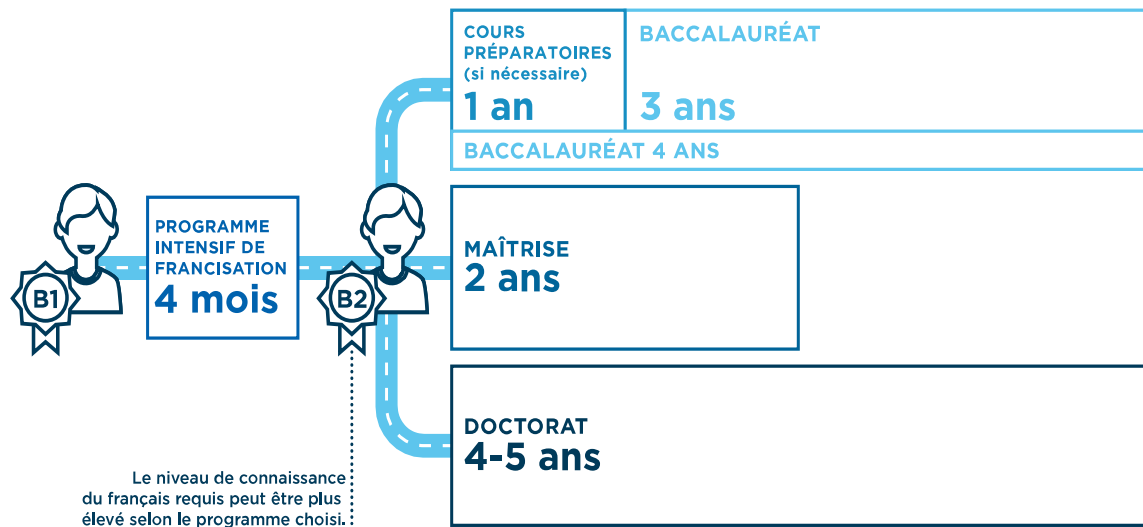 B1
PROGRAMME
INTENSIF DE
FRANCISATION
4 mois
B2
Le niveau de connaissance
du français requis peut être plus
élevé selon le programme choisi.
COURS
PRÉPARATOIRES
(si nécessaire)
1 an
BACCALAURÉAT
3 ans
BACCALAURÉAT 4 ANS
MAÎTRISE
2 ans
DOCTORAT
4-5 ans